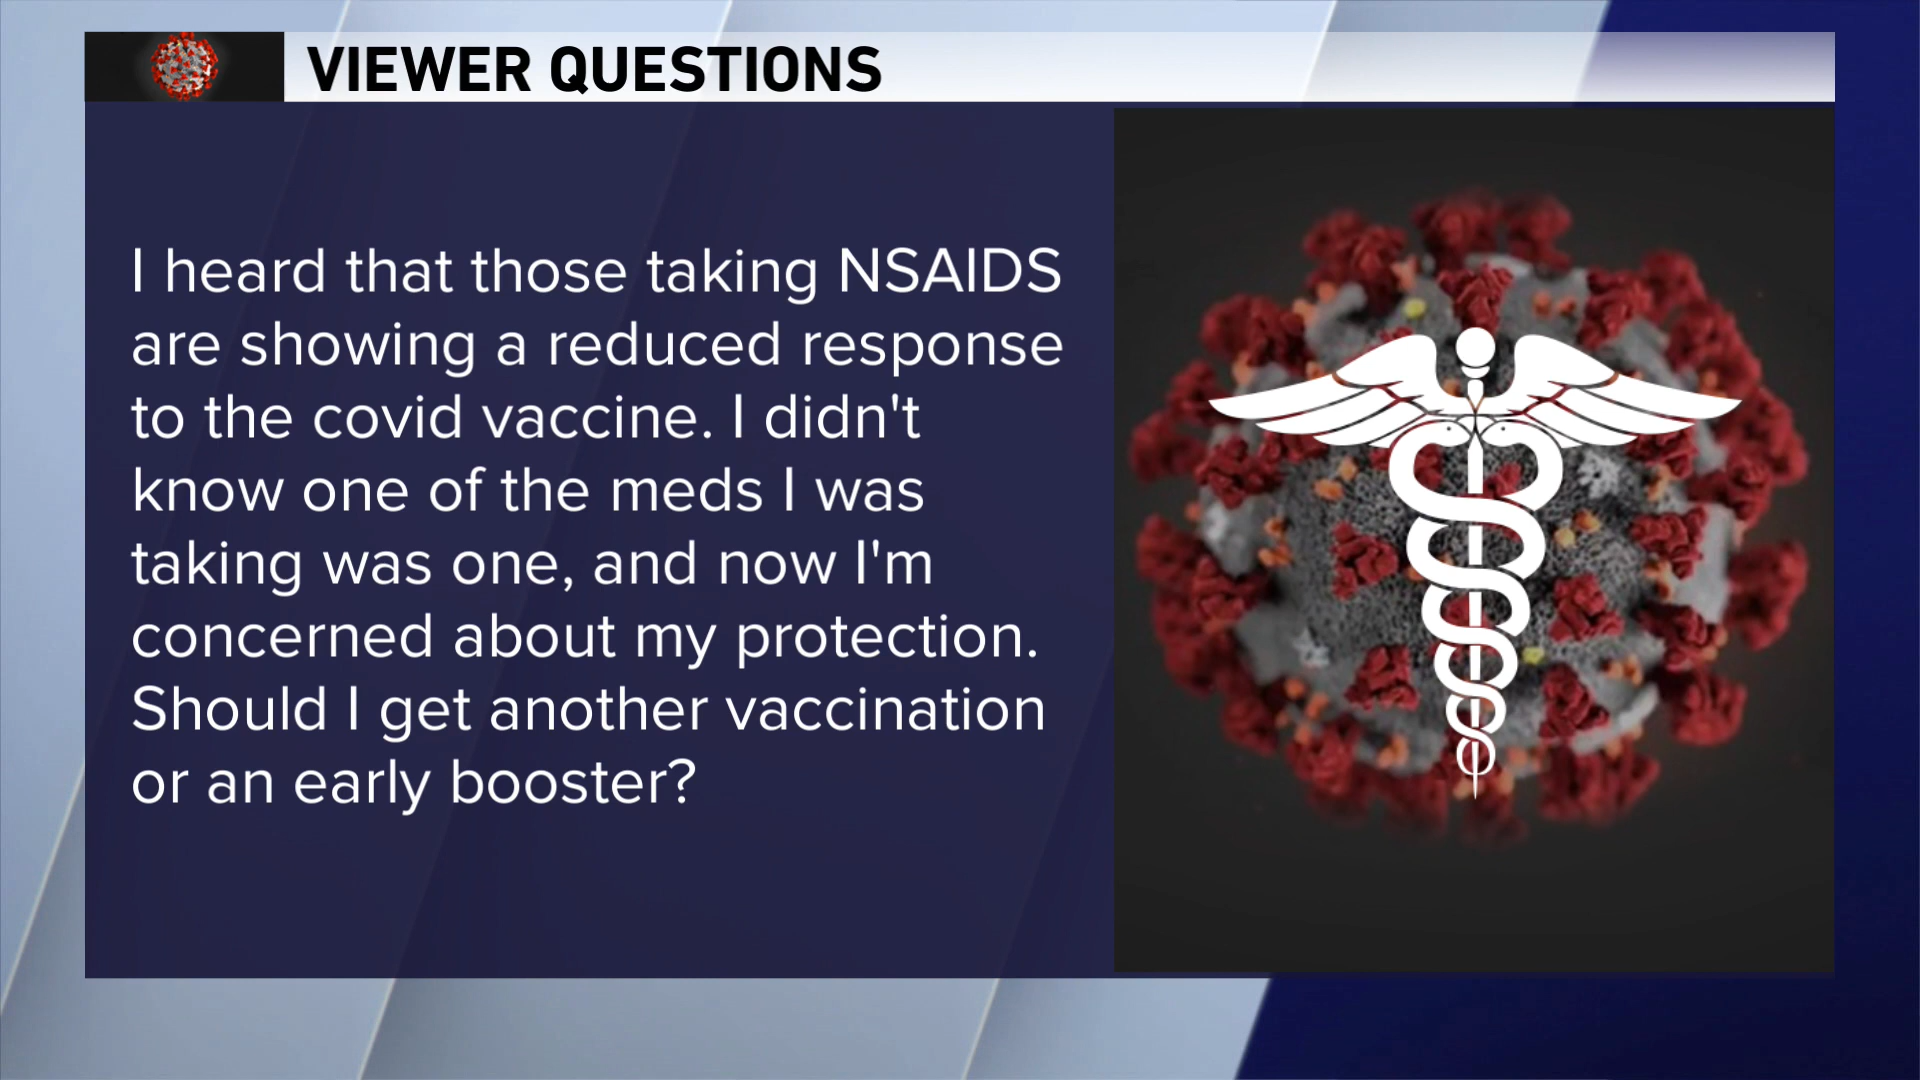 VIEWER QUESTIONS
I heard that those taking NSAIDS
are showing a reduced response
to the covid vaccine. I didn't
know one of the meds I was
taking was one, and now I'm
concerned about my protection.
Should I get another vaccination
or an early booster?